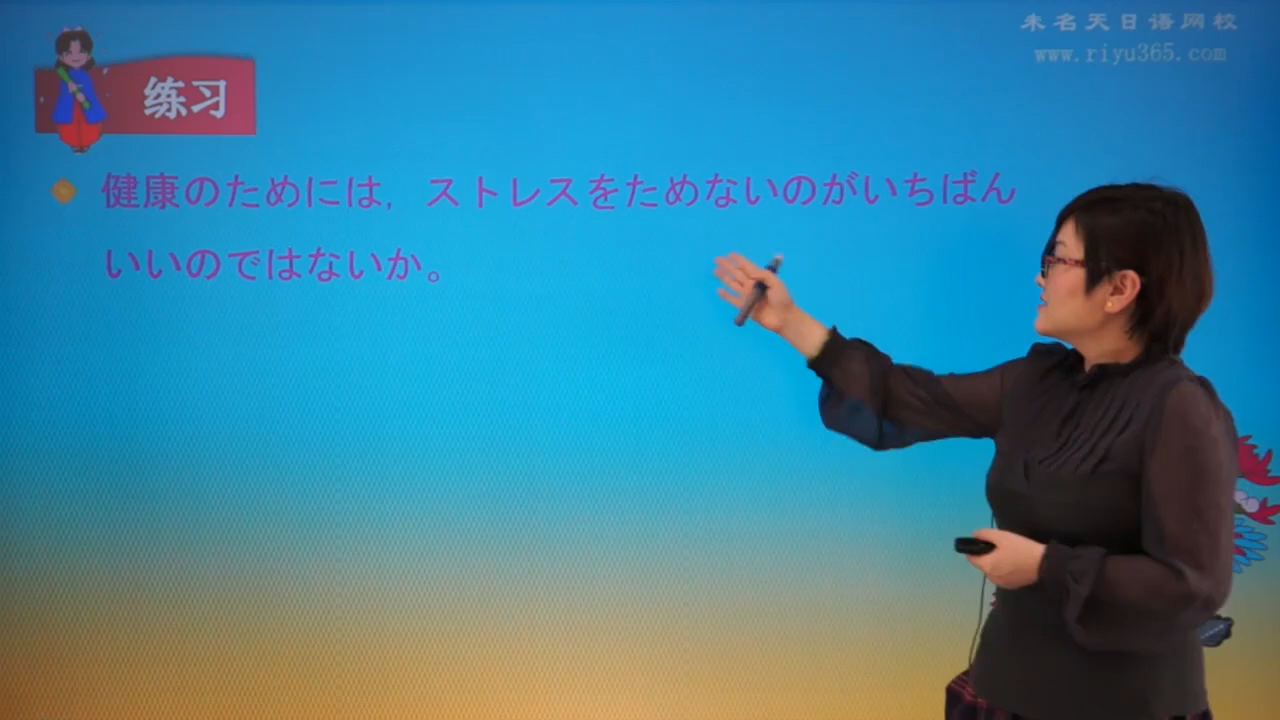 未名天日语网校
www.riyu365.com
练习
健康のためには,ストレスをためないのがいちばん
いいのではないか。